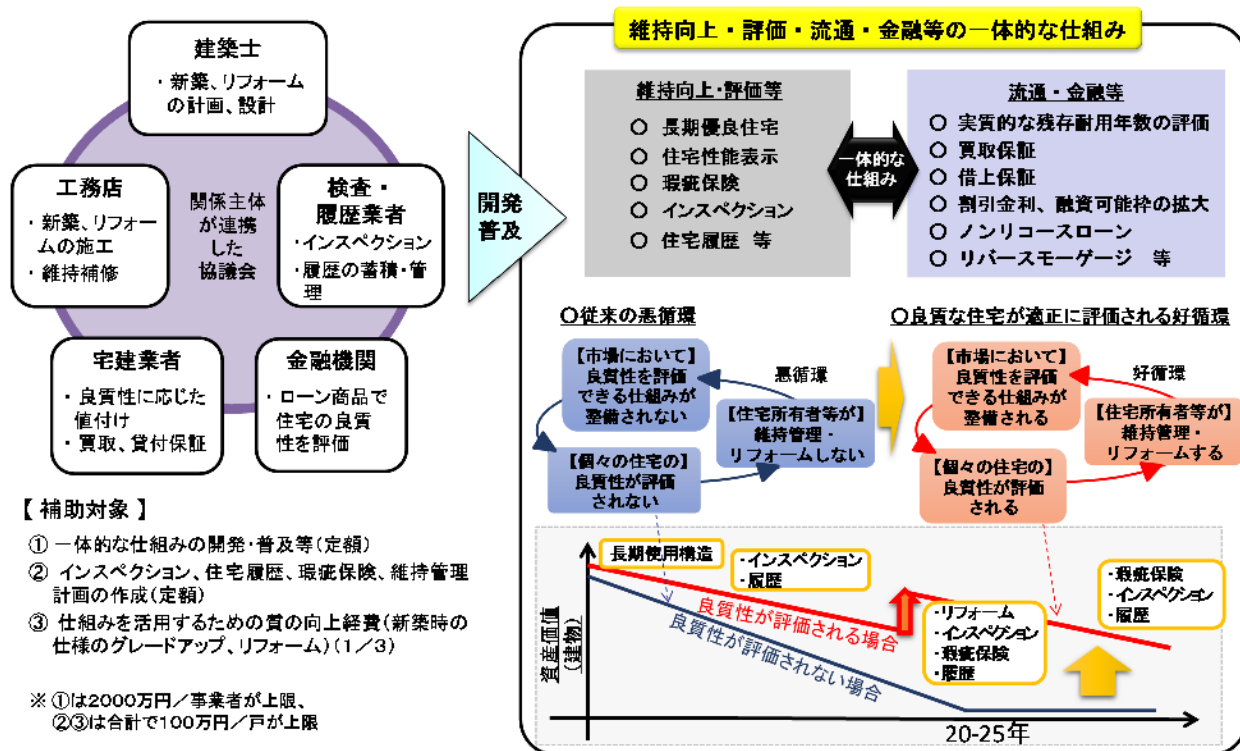 建築士
・新築、リフォーム
の計画、設計
工務店
・新築、リフォー
ムの施工
・維持補修
関係主体
が連携
した
協議会
検査・
履歴業者
・インスペクション
・履歴の蓄積・管
理
宅建業者
・良質性に応じた
値付け
・買取、貸付保証
金融機関
・ローン商品で
住宅の良質
性を評価
【 補助対象 】
① 一体的な仕組みの開発・普及等(定額)
② インスペクション、住宅履歴、瑕疵保険、維持管理
計画の作成(定額)
③ 仕組みを活用するための質の向上経費(新築時の
仕様のグレードアップ、リフォーム)(1/3)
※ ①は2000万円/事業者が上限、
②③は合計で100万円/戸が上限
開発
普及
維持向上・評価・流通・金融等の一体的な仕組み
維持向上・評価等
○ 長期優良住宅
○ 住宅性能表示
○ 瑕疵保険
○ インスペクション
○ 住宅履歴 等
一体的な
仕組み
流通・金融等
○ 実質的な残存耐用年数の評価
○ 買取保証
○ 借上保証
○ 割引金利、融資可能枠の拡大
○ ノンリコースローン
○ リバースモーゲージ 等
○従来の悪循環
【市場において】
良質性を評価
できる仕組みが
整備されない
悪循環
【住宅所有者等が】
維持管理・
リフォームしない
【個々の住宅の】
良質性が評価
されない
○良質な住宅が適正に評価される好循環
【市場において】
良質性を評価
できる仕組みが
整備される
好循環
【住宅所有者等が】
維持管理・
リフォームする
【個々の住宅の】
良質性が評価
される
資産価値
(建物)
長期使用構造
・インスペクション
・履歴
良質性が評価される場合
良質性が評価されない場合
・リフォーム
・インスペクション
・瑕疵保険
・履歴
・瑕疵保険
・インスペクション
・履歴
20-25年